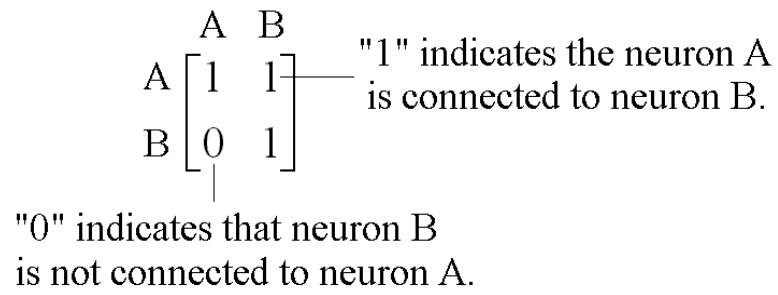 A B
A 1 1
B 0 1
"1" indicates the neuron A
is connected to neuron B.
"0" indicates that neuron B
is not connected to neuron A.